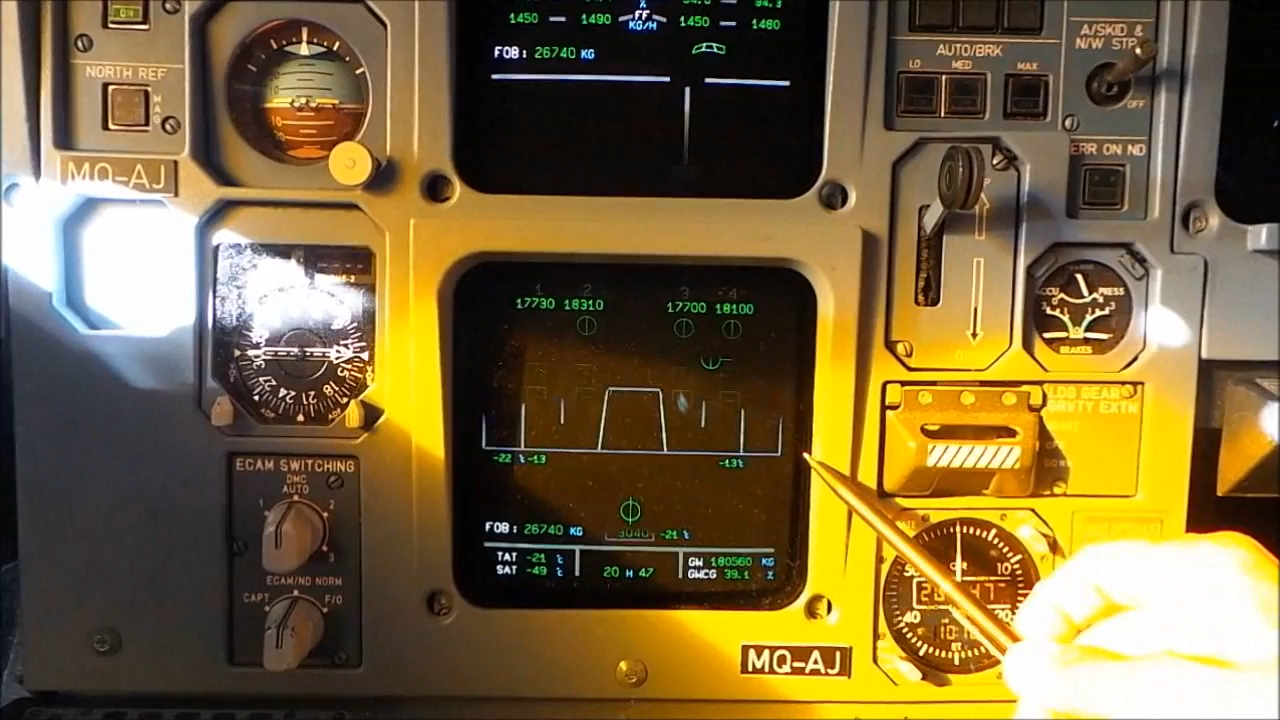 ON
NORTH REF
MAG
MQ-AJ
1450 1490 FF 1450 1480
KG/H
FOB: 26740 KG
A/SKID &
N/W STRG
OFF
AUTO/BRK
LO MED MAX
ACCU PRESS
BRAKES
1 2 3 4
17730 18310 17700 18100
-22 °C -13 -13°C
FOB: 26740 KG 3040 -21 °C
TAT -21 °C
SAT -49 °C
20 H 47
GW 180560 KG
GWCG 39.1 %
ECAM SWITCHING
DMC
AUTO
1 2
3
ECAM/ND NORM
CAPT F/O
LDG GEAR
GRVTY EXTN
DOWN
MQ-AJ